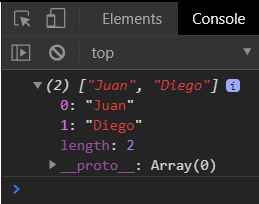 Elements Console
top
(2) ["Juan", "Diego"] i
0: "Juan"
1: "Diego"
length: 2
__proto__: Array(0)